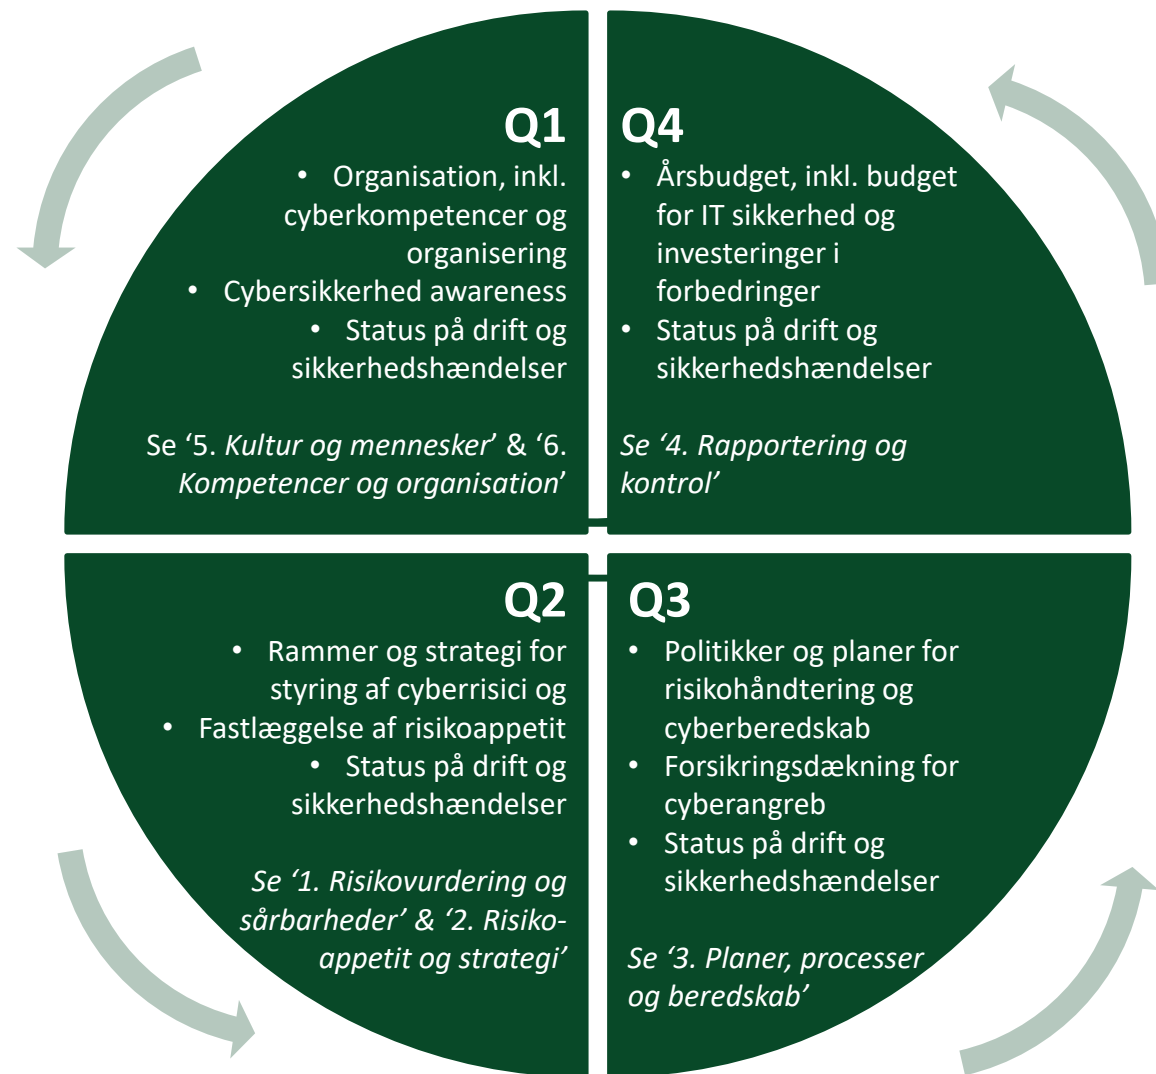 Q1
• Organisation, inkl.
cyberkompetencer og
organisering
• Cybersikkerhed awareness
• Status på drift og
sikkerhedshændelser
Se ‘5. Kultur og mennesker’ & ‘6.
Kompetencer og organisation’
Q4
• Årsbudget, inkl. budget
for IT sikkerhed og
investeringer i
forbedringer
• Status på drift og
sikkerhedshændelser
Se ‘4. Rapportering og
kontrol’
Q2
• Rammer og strategi for
styring af cyberrisici og
• Fastlæggelse af risikoappetit
• Status på drift og
sikkerhedshændelser
Se ‘1. Risikovurdering og
sårbarheder’ & ‘2. Risiko-
appetit og strategi’
Q3
• Politikker og planer for
risikohåndtering og
cyberberedskab
• Forsikringsdækning for
cyberangreb
• Status på drift og
sikkerhedshændelser
Se ‘3. Planer, processer
og beredskab’